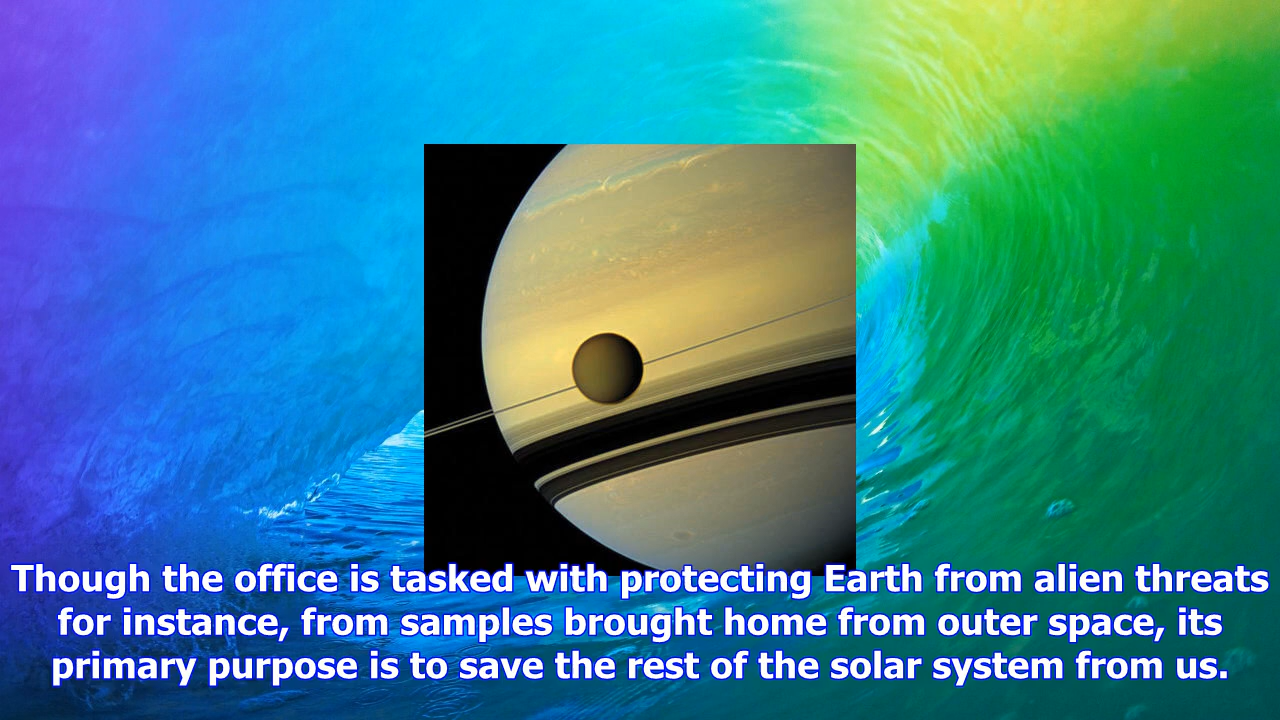 Though the office is tasked with protecting Earth from alien threats
for instance, from samples brought home from outer space, its
primary purpose is to save the rest of the solar system from us.